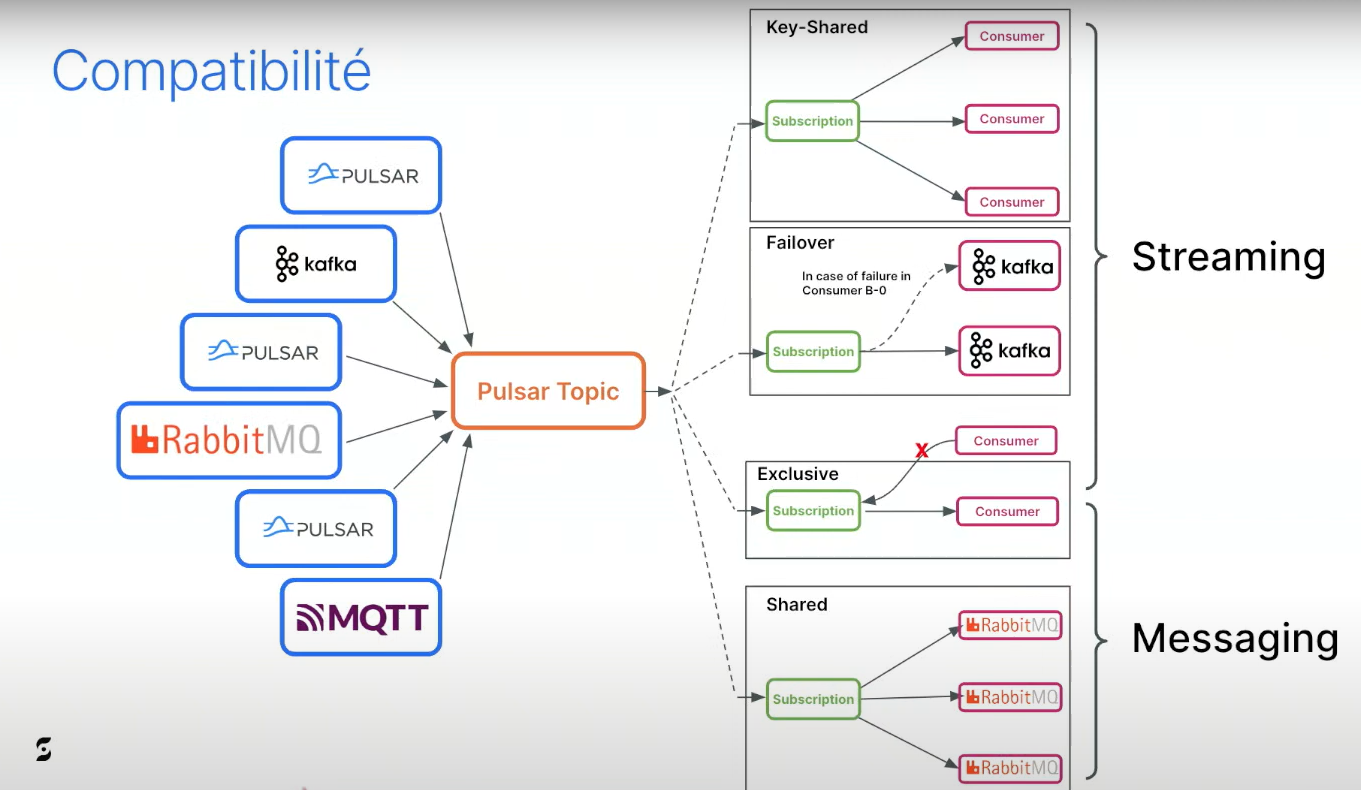 Compatibilité
PULSAR
kafka
PULSAR
RabbitMQ
PULSAR
MQTT
Pulsar Topic
Key-Shared
Subscription
Consumer
Consumer
Consumer
Failover
In case of failure in
Consumer B-0
Subscription
kafka
kafka
Consumer
X
Exclusive
Subscription
Consumer
Shared
Subscription
RabbitMQ
RabbitMQ
RabbitMQ
Streaming
Messaging